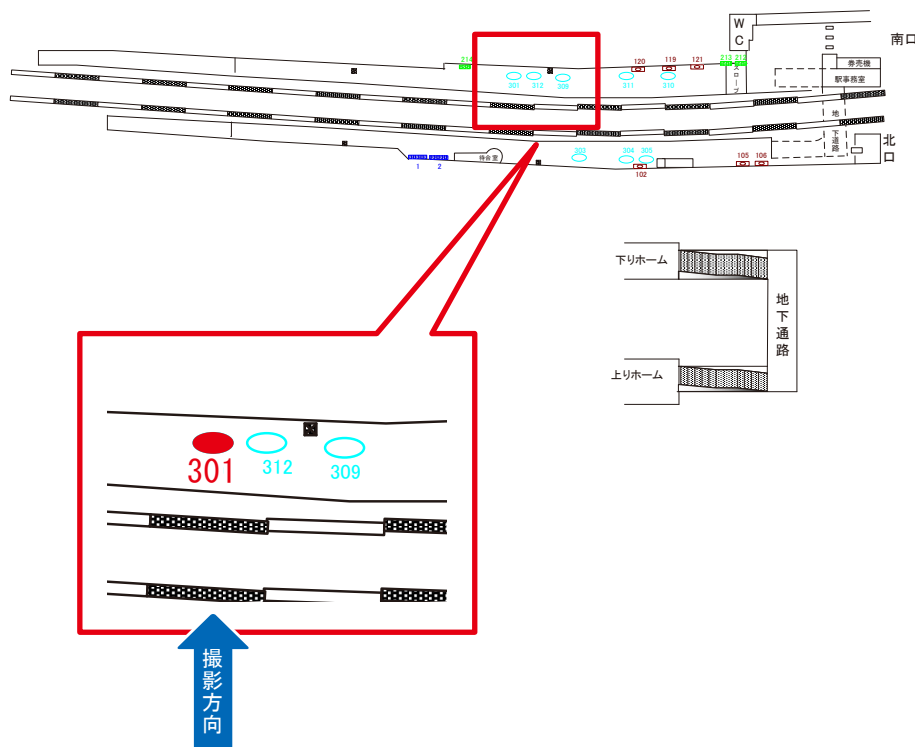 W
C
南口
券売機
駅事務室
214
120
119
121
213
212
スロープ
301
312
309
311
310
地
下
通
路
北
口
待合室
303
304
305
105
106
102
1
2
下りホーム
地下通路
上りホーム
301
312
309
撮影方向